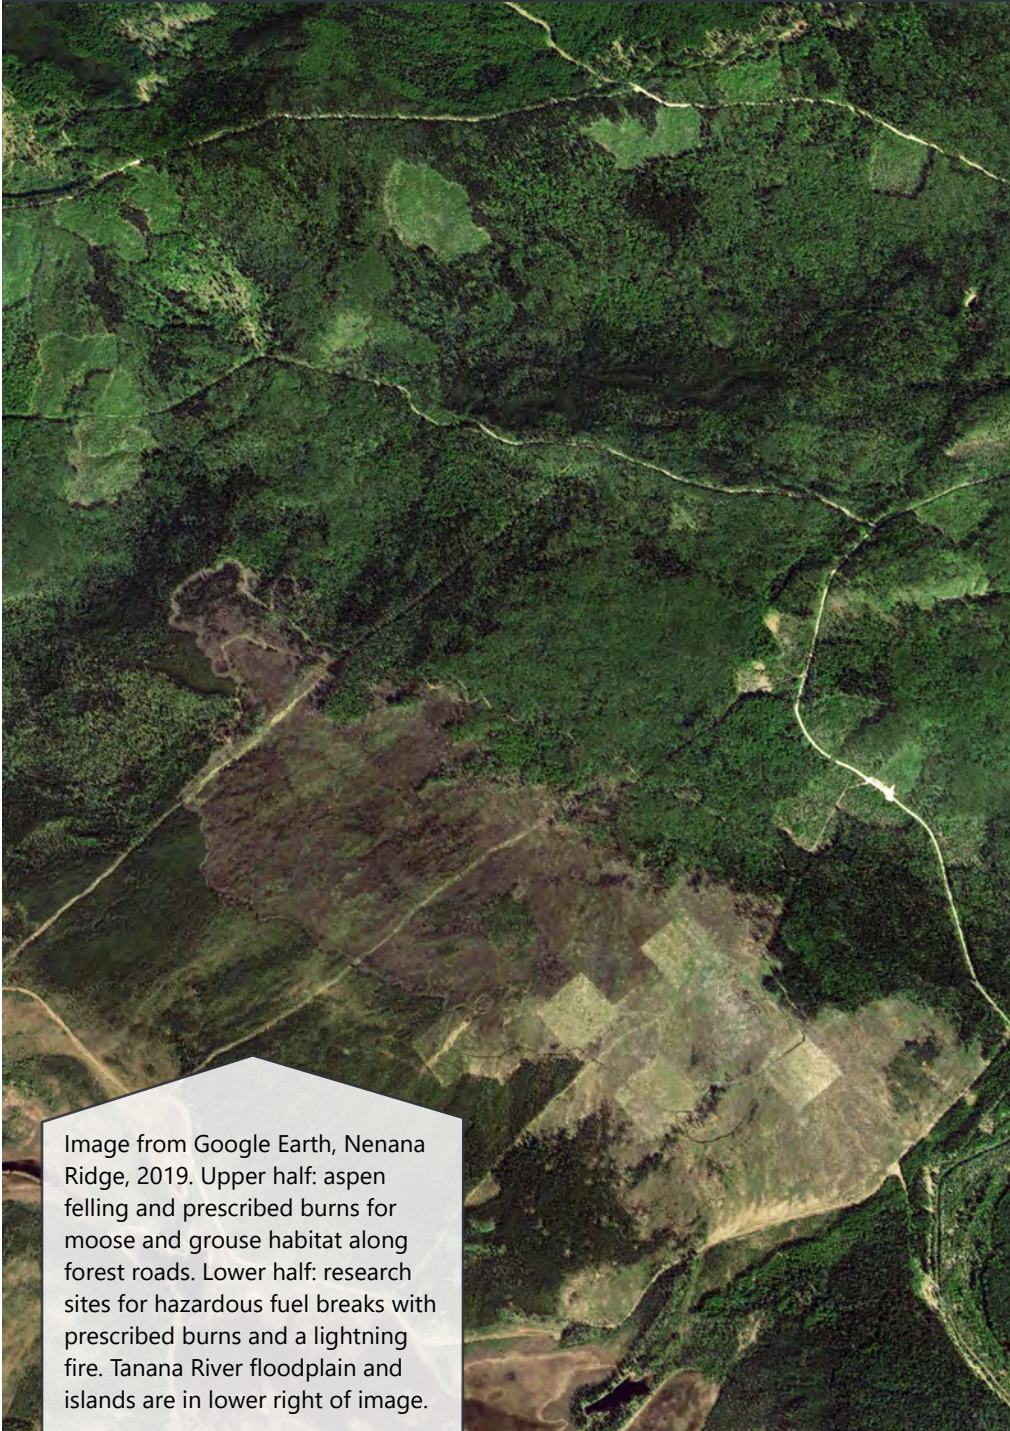 Image from Google Earth, Nenana
Ridge, 2019. Upper half: aspen
felling and prescribed burns for
moose and grouse habitat along
forest roads. Lower half: research
sites for hazardous fuel breaks with
prescribed burns and a lightning
fire. Tanana River floodplain and
islands are in lower right of image.